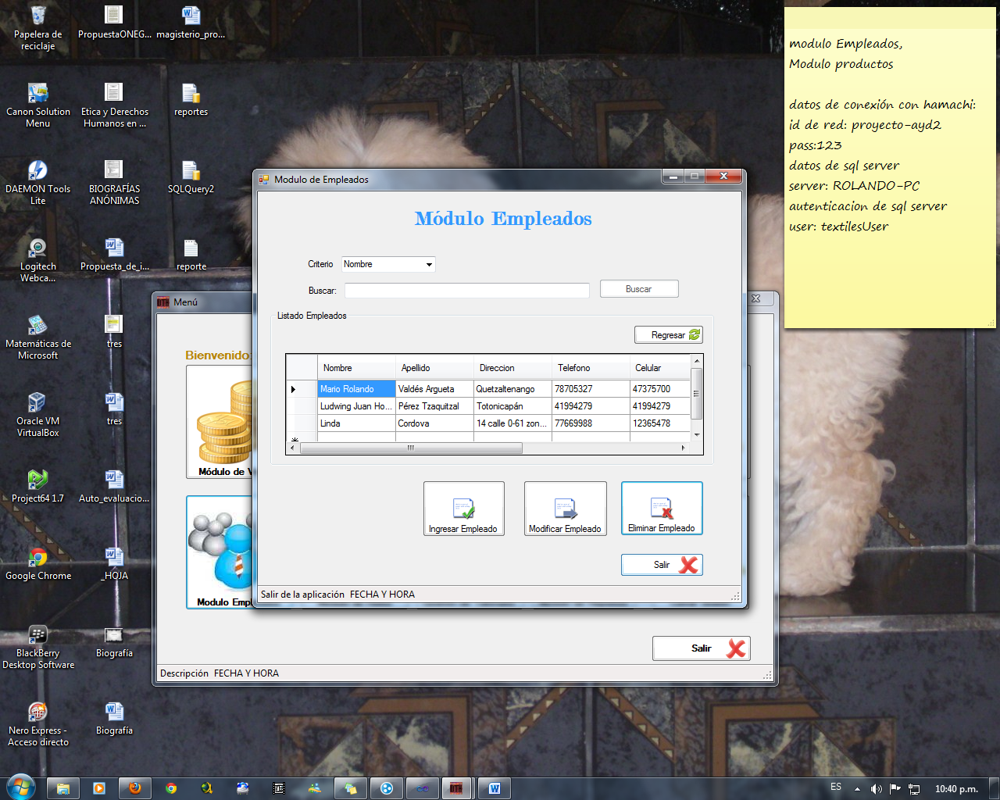 Papelera de
reciclaje
PropuestaONEG...
magisterio_pro...
Canon Solution
Menu
Etica y Derechos
Humanos en ...
reportes
DAEMON Tools
Lite
BIOGRAFÍAS
ANÓNIMAS
SQLQuery2
Logitech
Webca...
Propuesta_de_i...
reporte
Matemáticas de
Microsoft
tres
Oracle VM
VirtualBox
tres
Project64 1.7
Auto_evaluacio...
Google Chrome
_HOJA
BlackBerry
Desktop Software
Biografía
Nero Express -
Acceso directo
Biografía
modulo Empleados,
Modulo productos
datos de conexión con hamachi:
id de red: proyecto-ayd2
pass:123
datos de sql server
server: ROLANDO-PC
autenticacion de sql server
user: textilesUser
Menú
Bienvenido
Módulo de V
Modulo Empl
Salir
Descripción FECHA Y HORA
Modulo de Empleados
Módulo Empleados
Criterio Nombre
Buscar: Buscar
Listado Empleados
Regresar
Nombre Apellido Direccion Telefono Celular
Mario Rolando Valdés Argueta Quetzaltenango 78705327 47375700
Ludwing Juan Ho... Pérez Tzaquitzal Totonicapán 41994279 41994279
Linda Cordova 14 calle 0-61 zon... 77669988 12365478
Ingresar Empleado Modificar Empleado Eliminar Empleado
Salir
Salir de la aplicación FECHA Y HORA
ES 10:40 p.m.